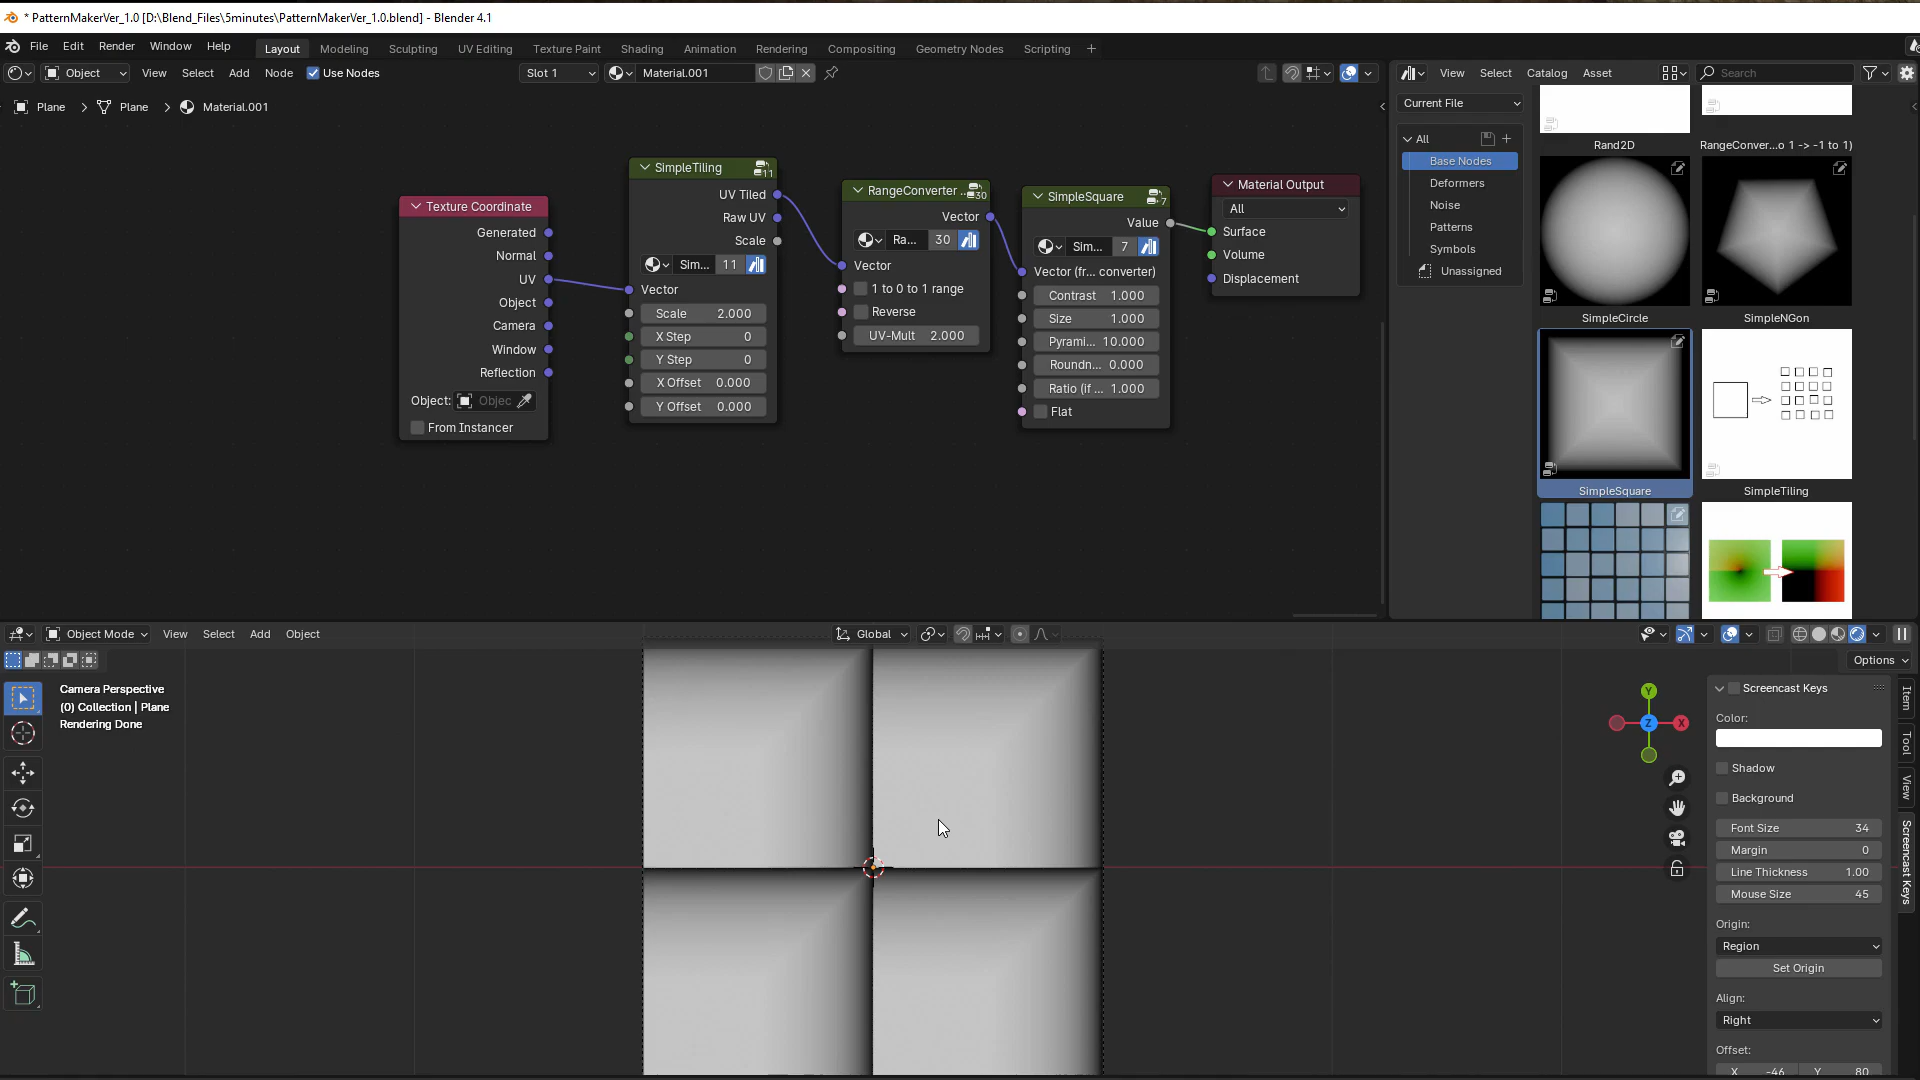 * PatternMakerVer_1.0 [D:\Blend_Files\5minutes\PatternMakerVer_1.0.blend] - Blender 4.1
File Edit Render Window Help Layout Modeling Sculpting UV Editing Texture Paint Shading Animation Rendering Compositing Geometry Nodes Scripting +
Object View Select Add Node Use Nodes Slot 1 Material.001
Plane > Plane > Material.001
Texture Coordinate
Generated
Normal
UV
Object
Camera
Window
Reflection
Object: Objec
From Instancer
SimpleTiling 11
UV Tiled
Raw UV
Scale
Sim... 11
Vector
Scale 2.000
X Step 0
Y Step 0
X Offset 0.000
Y Offset 0.000
RangeConverter .. 30
Vector
Ra... 30
Vector
1 to 0 to 1 range
Reverse
UV-Mult 2.000
SimpleSquare 7
Value
Sim... 7
Vector (fr... converter)
Contrast 1.000
Size 1.000
Pyrami... 10.000
Roundn... 0.000
Ratio (if ... 1.000
Flat
Material Output
All
Surface
Volume
Displacement
View Select Catalog Asset Search
Current File
All
Base Nodes
Deformers
Noise
Patterns
Symbols
Unassigned
Rand2D
RangeConver...o 1 -> -1 to 1)
SimpleCircle
SimpleNGon
SimpleSquare
SimpleTiling
Object Mode View Select Add Object Global
Options
Camera Perspective
(0) Collection | Plane
Rendering Done
Y
Z
X
Screencast Keys
Color:
Shadow
Background
Font Size 34
Margin 0
Line Thickness 1.00
Mouse Size 45
Origin:
Region
Set Origin
Align:
Right
Offset:
X -46 Y 80
Item
Tool
View
Screencast Keys